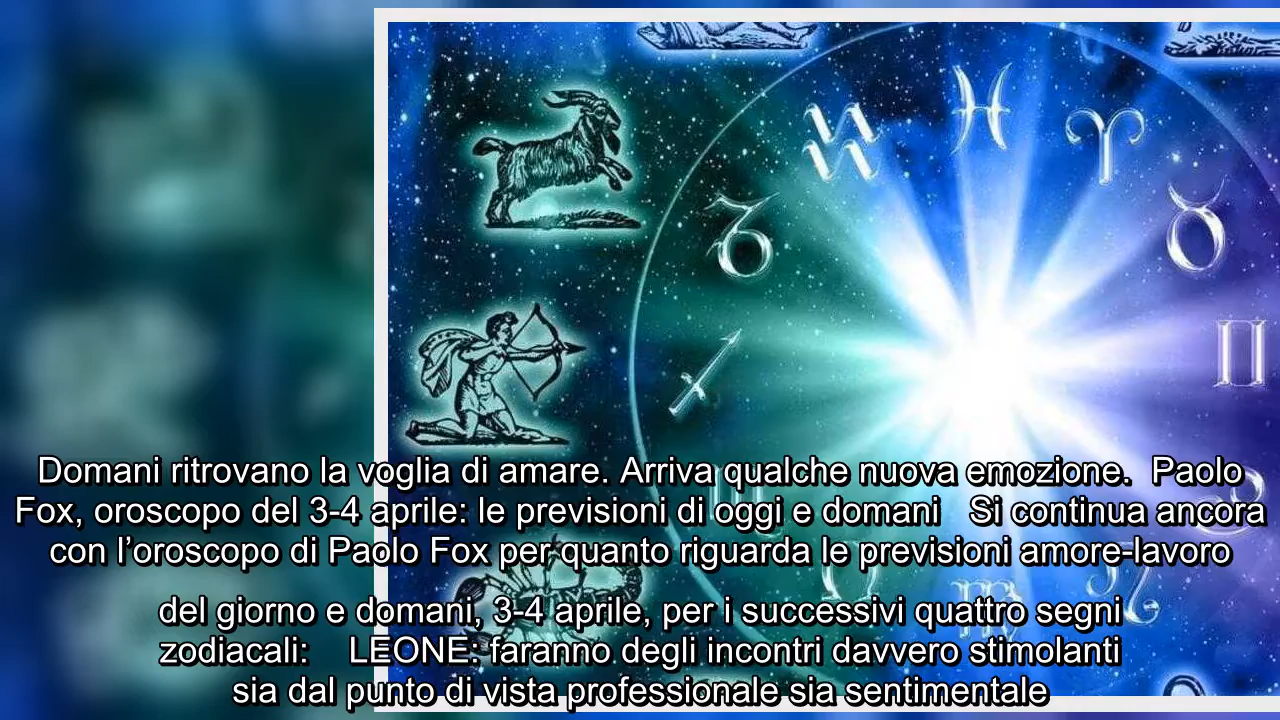 Domani ritrovano la voglia di amare. Arriva qualche nuova emozione.  Paolo
Fox, oroscopo del 3-4 aprile: le previsioni di oggi e domani   Si continua ancora
con l’oroscopo di Paolo Fox per quanto riguarda le previsioni amore-lavoro
del giorno e domani, 3-4 aprile, per i successivi quattro segni
zodiacali:    LEONE: faranno degli incontri davvero stimolanti
sia dal punto di vista professionale sia sentimentale